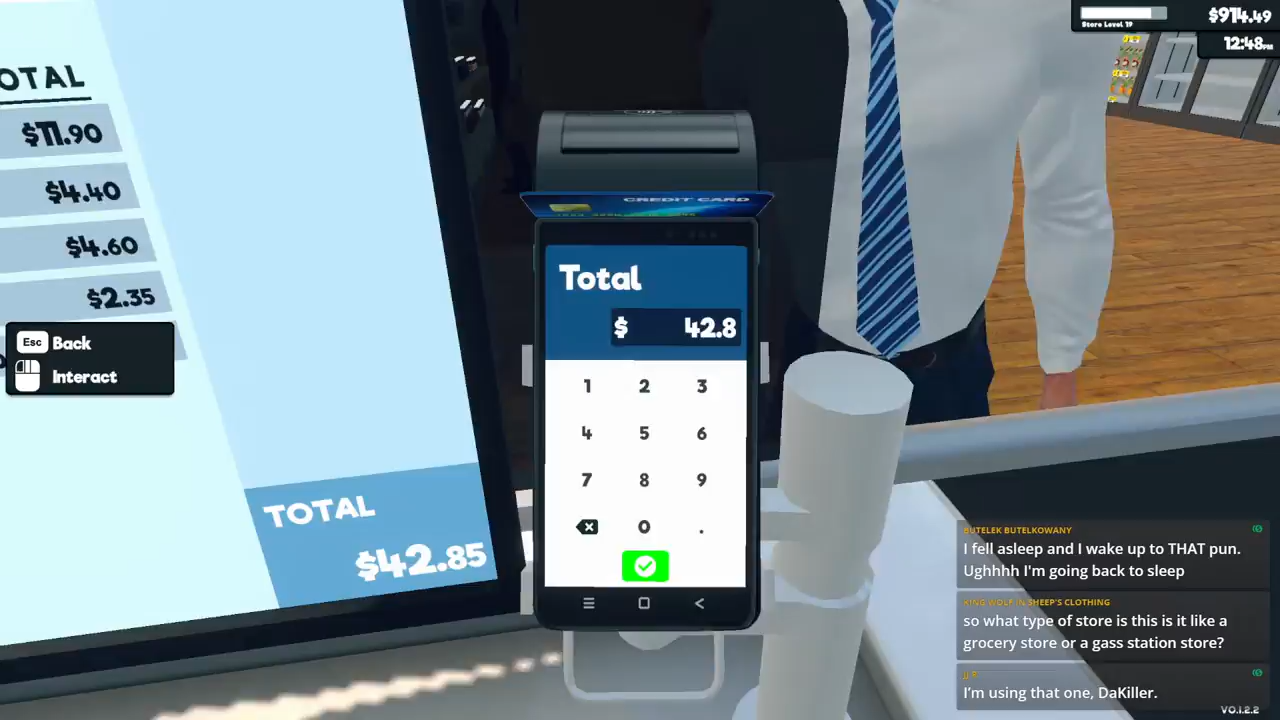 OTAL
$11.90
$4.40
$4.60
$2.35
Esc Back
Interact
TOTAL
$42.85
CREDIT CARD
Total
$ 42.8
1 2 3
4 5 6
7 8 9
0 .
Store Level 19
$914.49
12:48PM
BUTELEK BUTELKOWANY
I fell asleep and I wake up to THAT pun.
Ughhhh I'm going back to sleep
KING WOLF IN SHEEP'S CLOTHING
so what type of store is this is it like a
grocery store or a gass station store?
I'm using that one, DaKiller.
V0.1.2.2